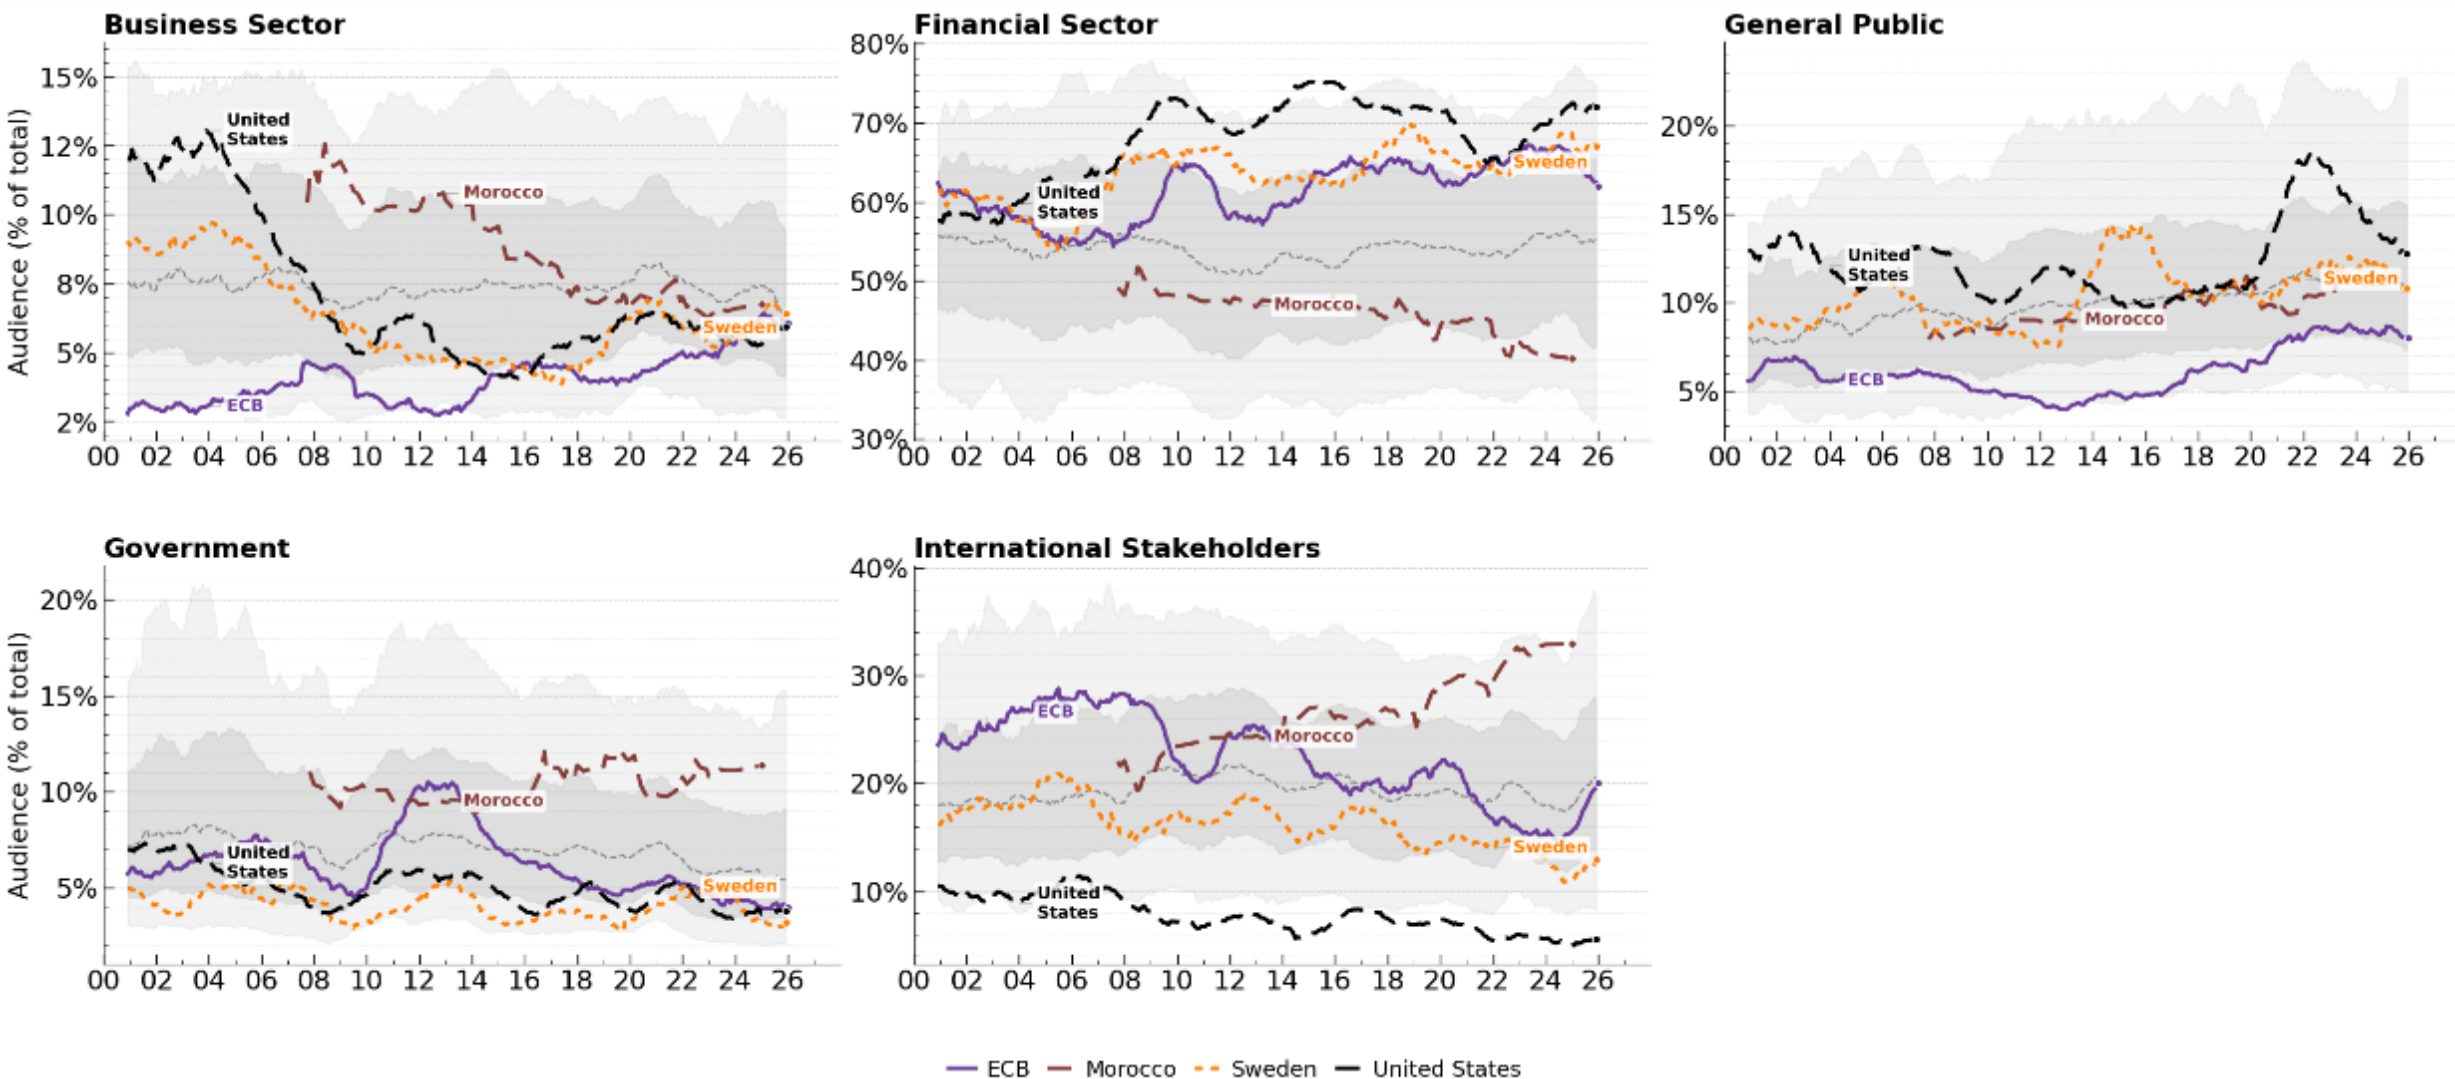 Business Sector
Financial Sector
General Public
Audience (% of total)
15%
12%
10%
8%
5%
2%
United
States
Morocco
Sweden
ECB
00 02 04 06 08 10 12 14 16 18 20 22 24 26
80%
70%
60%
50%
40%
30%
United
States
Sweden
Morocco
00 02 04 06 08 10 12 14 16 18 20 22 24 26
20%
15%
10%
5%
United
States
Sweden
Morocco
ECB
00 02 04 06 08 10 12 14 16 18 20 22 24 26
Government
International Stakeholders
Audience (% of total)
20%
15%
10%
5%
Morocco
United
States
Sweden
00 02 04 06 08 10 12 14 16 18 20 22 24 26
40%
30%
20%
10%
ECB
Morocco
Sweden
United
States
00 02 04 06 08 10 12 14 16 18 20 22 24 26
ECB Morocco Sweden United States